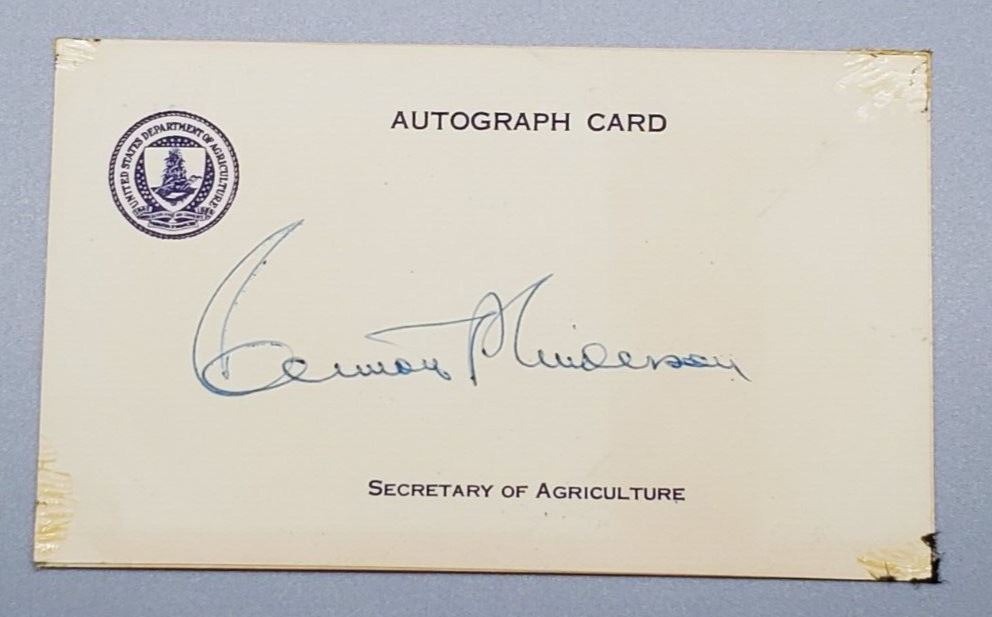 AUTOGRAPH CARD
UNITED STATES DEPARTMENT OF AGRICULTURE
Clinton P Anderson
SECRETARY OF AGRICULTURE